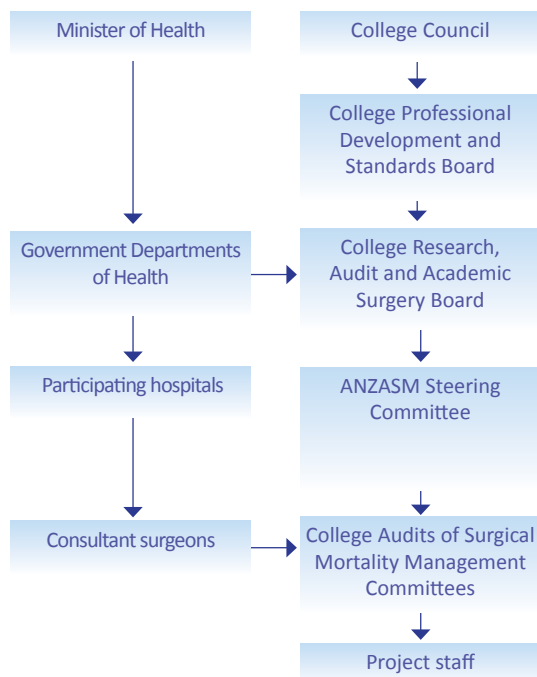 Minister of Health
College Council
College Professional
Development and
Standards Board
Government Departments
of Health
College Research,
Audit and Academic
Surgery Board
Participating hospitals
ANZASM Steering
Committee
Consultant surgeons
College Audits of Surgical
Mortality Management
Committees
Project staff